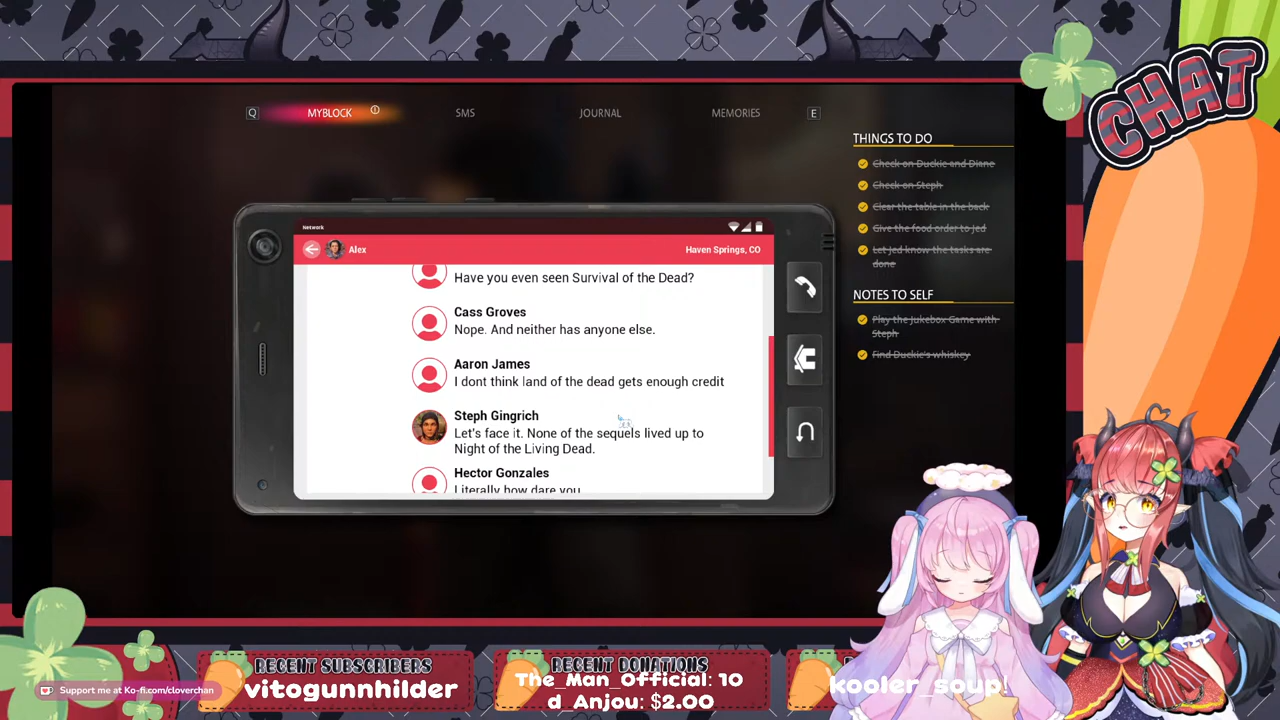 CHAT
Q
MYBLOCK
SMS
JOURNAL
MEMORIES
E
THINGS TO DO
Check on Duckie and Diane
Check on Steph
Clear the table in the back
Give the food order to Jed
Let Jed know the tasks are
done
NOTES TO SELF
Play the Jukebox Game with
Steph
Find Duckie's whiskey
Network
Alex
Haven Springs, CO
Have you even seen Survival of the Dead?
Cass Groves
Nope. And neither has anyone else.
Aaron James
I dont think land of the dead gets enough credit
Steph Gingrich
Let's face it. None of the sequels lived up to
Night of the Living Dead.
Hector Gonzales
Literally how dare you
RECENT SUBSCRIBERS
vitogunnhilder
RECENT DONATIONS
The_Man_Official: 10
d_Anjou: $2.00
kooler_soup!
Support me at Ko-fi.com/cloverchan